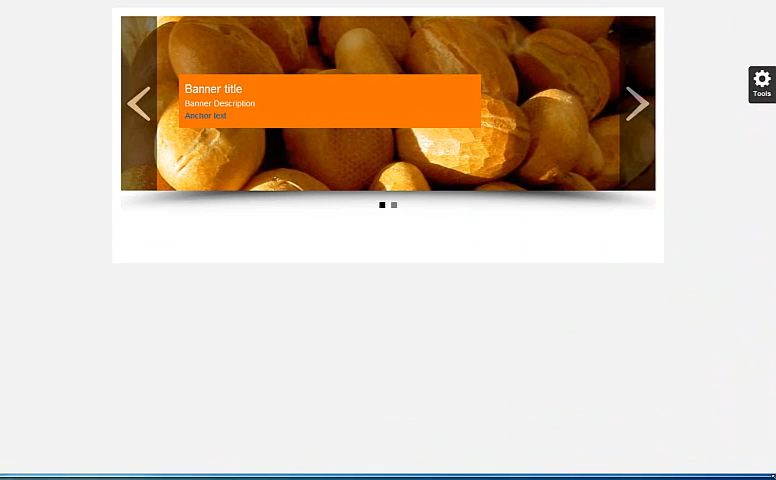 Banner title
Banner Description
Anchor text
Tools